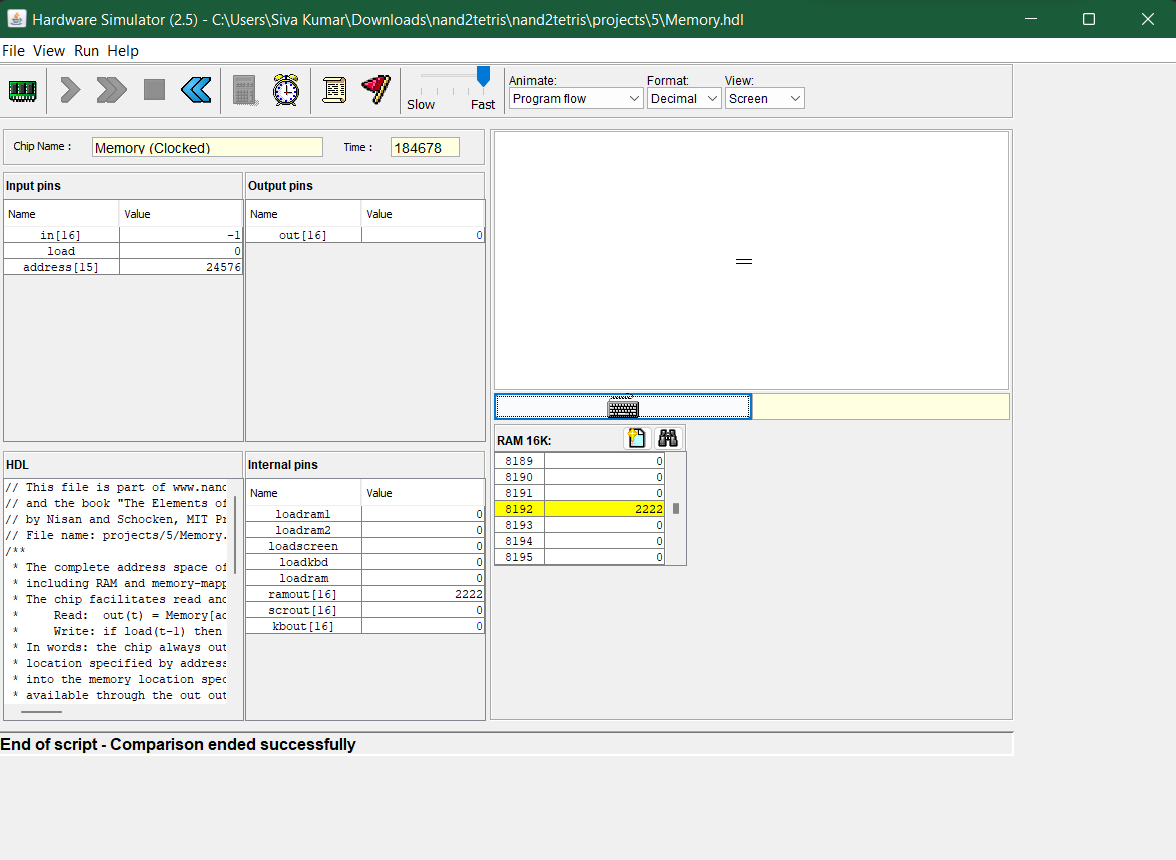 Hardware Simulator (2.5) - C:\Users\Siva Kumar\Downloads\nand2tetris\nand2tetris\projects\5\Memory.hdl
File View Run Help
Slow Fast
Animate: Format: View:
Program flow Decimal Screen
Chip Name : Memory (Clocked) Time : 184678
Input pins
Name Value
in[16] -1
load 0
address[15] 24576
Output pins
Name Value
out[16] 0
HDL
// This file is part of www.nand
// and the book "The Elements of
// by Nisan and Schocken, MIT Pr
// File name: projects/5/Memory.
/**
* The complete address space of
* including RAM and memory-mapp
* The chip facilitates read and
* Read: out(t) = Memory[ad
* Write: if load(t-1) then
* In words: the chip always out
* location specified by address
* into the memory location spec
* available through the out out
Internal pins
Name Value
loadram1 0
loadram2 0
loadscreen 0
loadkbd 0
loadram 0
ramout[16] 2222
scrout[16] 0
kbout[16] 0
RAM 16K:
8189 0
8190 0
8191 0
8192 2222
8193 0
8194 0
8195 0
End of script - Comparison ended successfully